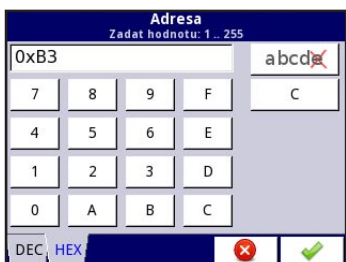 Adresa
Zadat hodnotu: 1 .. 255
0xB3
abcde
7 8 9 F C
4 5 6 E
1 2 3 D
0 A B C
DEC HEX